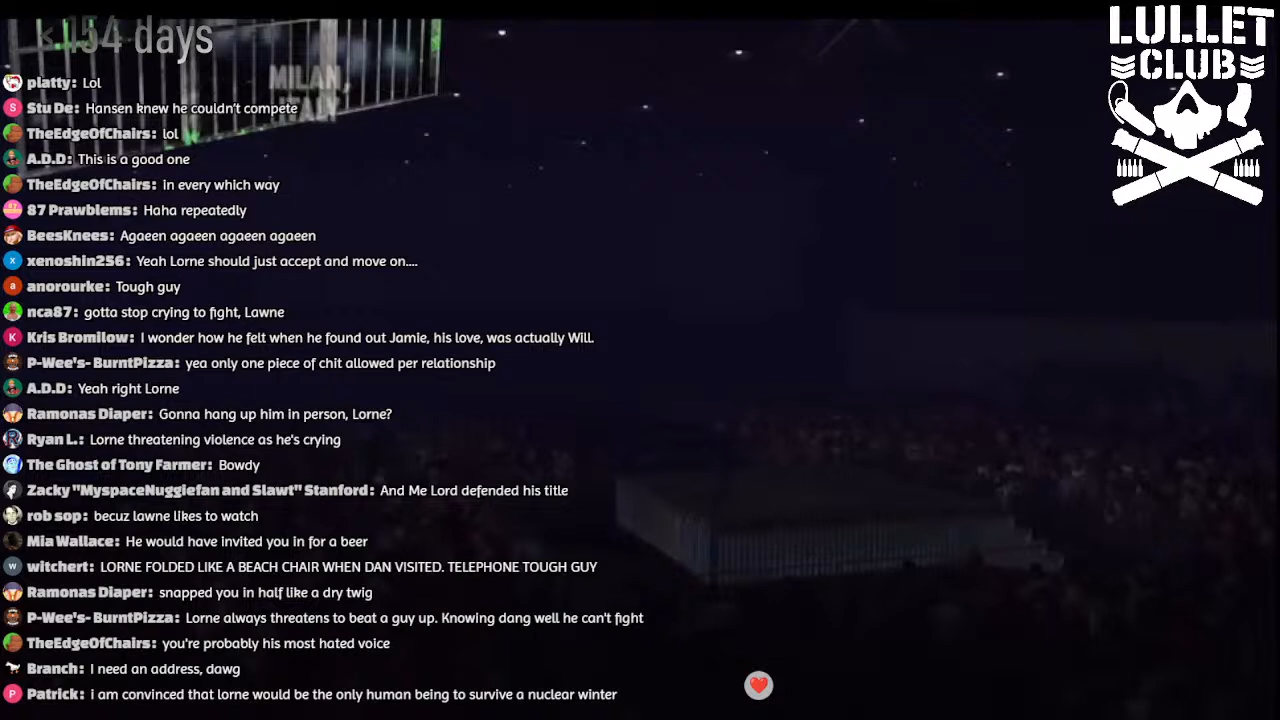 < 154 days
LULLET
CLUB
MILAN,
ITALY
platty: Lol
Stu De: Hansen knew he couldn't compete
TheEdgeOfChairs: lol
A.D.D: This is a good one
TheEdgeOfChairs: in every which way
87 Prawblems: Haha repeatedly
BeesKnees: Agaeen agaeen agaeen agaeen
xenoshin256: Yeah Lorne should just accept and move on....
anorourke: Tough guy
nca87: gotta stop crying to fight, Lawne
Kris Bromilow: I wonder how he felt when he found out Jamie, his love, was actually Will.
P-Wee's- BurntPizza: yea only one piece of chit allowed per relationship
A.D.D: Yeah right Lorne
Ramonas Diaper: Gonna hang up him in person, Lorne?
Ryan L.: Lorne threatening violence as he's crying
The Ghost of Tony Farmer: Bowdy
Zacky "MyspaceNuggiefan and Slawt" Stanford: And Me Lord defended his title
rob sop: becuz lawne likes to watch
Mia Wallace: He would have invited you in for a beer
witchert: LORNE FOLDED LIKE A BEACH CHAIR WHEN DAN VISITED. TELEPHONE TOUGH GUY
Ramonas Diaper: snapped you in half like a dry twig
P-Wee's- BurntPizza: Lorne always threatens to beat a guy up. Knowing dang well he can't fight
TheEdgeOfChairs: you're probably his most hated voice
Branch: I need an address, dawg
Patrick: i am convinced that lorne would be the only human being to survive a nuclear winter